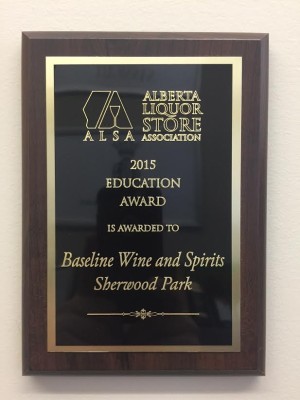 ALSA
ALBERTA
LIQUOR
STORE
ASSOCIATION
2015
EDUCATION
AWARD
IS AWARDED TO
Baseline Wine and Spirits
Sherwood Park